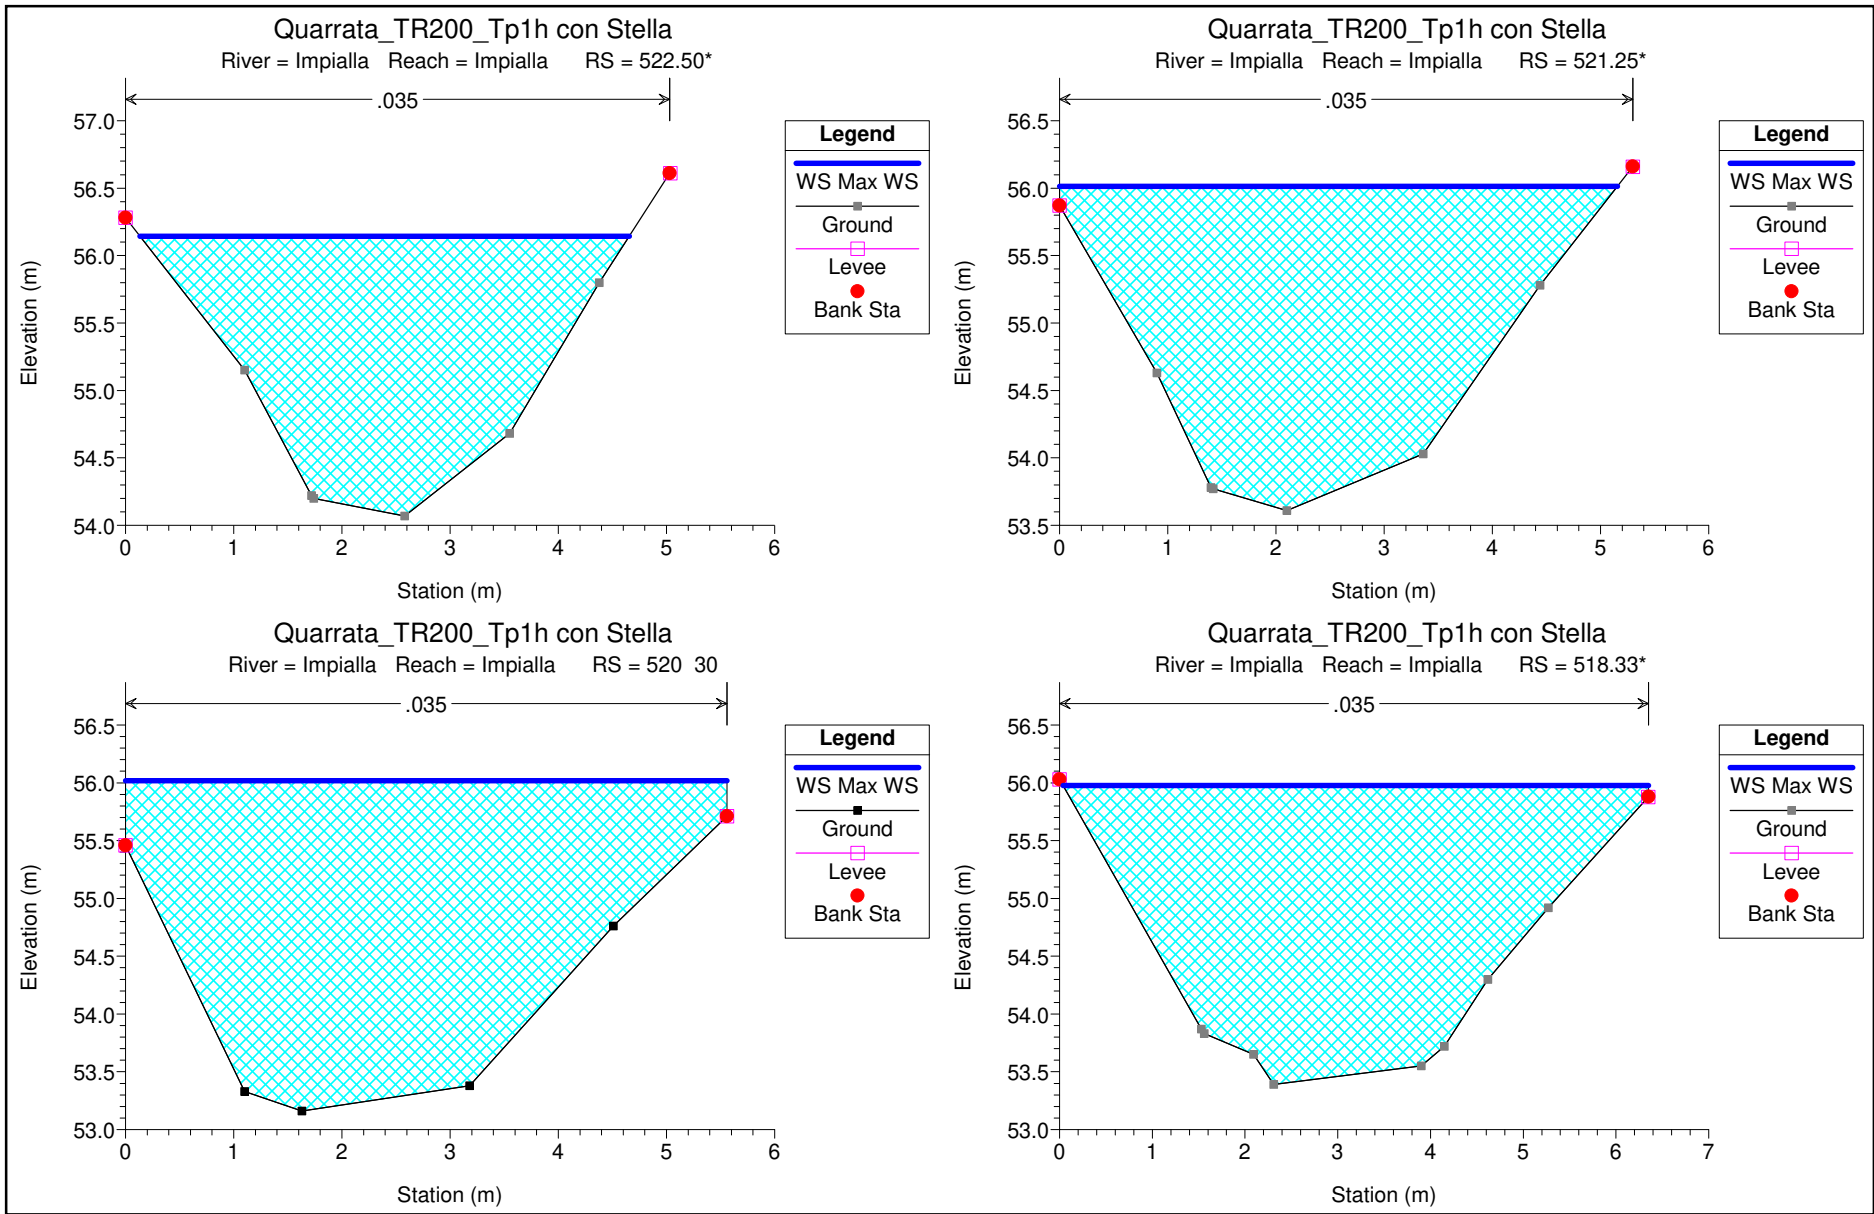 Quarrata_TR200_Tp1h con Stella
River = Impialla Reach = Impialla RS = 522.50*
.035
57.0
56.5
56.0
55.5
55.0
54.5
54.0
Elevation (m)
0 1 2 3 4 5 6
Station (m)
Legend
WS Max WS
Ground
Levee
Bank Sta
Quarrata_TR200_Tp1h con Stella
River = Impialla Reach = Impialla RS = 521.25*
.035
56.5
56.0
55.5
55.0
54.5
54.0
53.5
Elevation (m)
0 1 2 3 4 5 6
Station (m)
Legend
WS Max WS
Ground
Levee
Bank Sta
Quarrata_TR200_Tp1h con Stella
River = Impialla Reach = Impialla RS = 520 30
.035
56.5
56.0
55.5
55.0
54.5
54.0
53.5
53.0
Elevation (m)
0 1 2 3 4 5 6
Station (m)
Legend
WS Max WS
Ground
Levee
Bank Sta
Quarrata_TR200_Tp1h con Stella
River = Impialla Reach = Impialla RS = 518.33*
.035
56.5
56.0
55.5
55.0
54.5
54.0
53.5
53.0
Elevation (m)
0 1 2 3 4 5 6 7
Station (m)
Legend
WS Max WS
Ground
Levee
Bank Sta